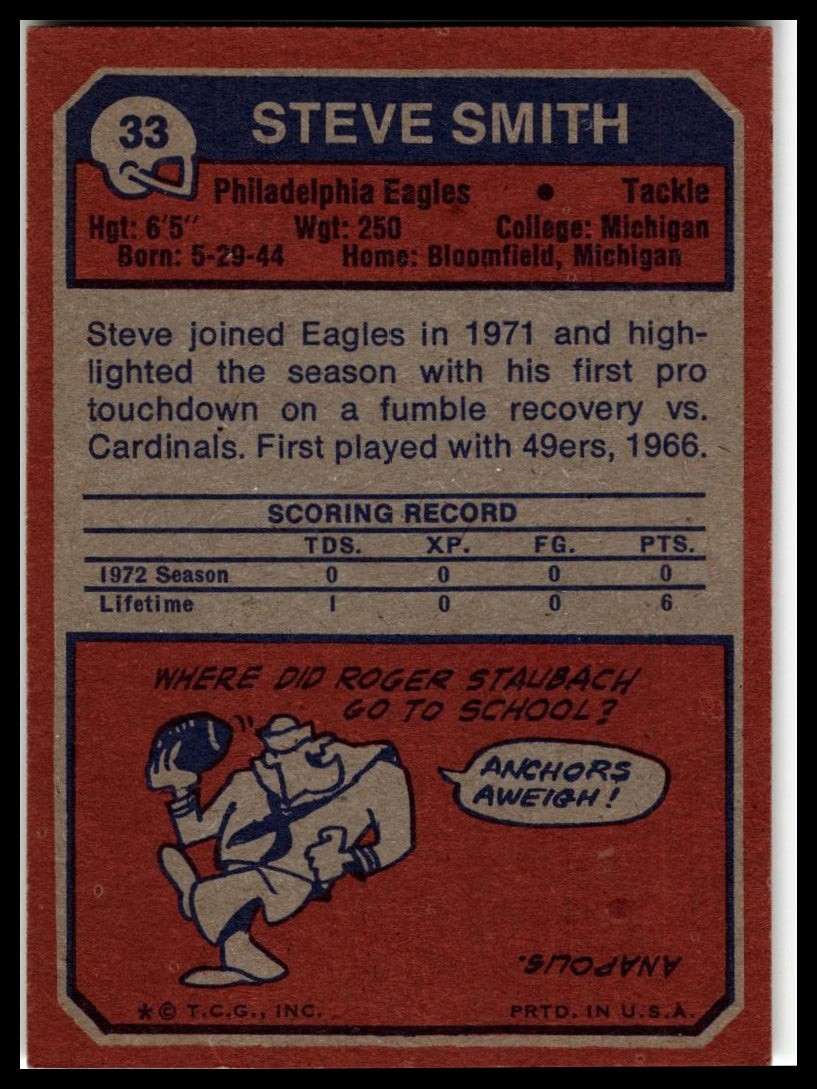 33
STEVE SMITH
Philadelphia Eagles • Tackle
Hgt: 6'5" Wgt: 250 College: Michigan
Born: 5-29-44 Home: Bloomfield, Michigan
Steve joined Eagles in 1971 and high-
lighted the season with his first pro
touchdown on a fumble recovery vs.
Cardinals. First played with 49ers, 1966.
SCORING RECORD
TDS. XP. FG. PTS.
1972 Season 0 0 0 0
Lifetime 1 0 0 6
WHERE DID ROGER STAUBACH
GO TO SCHOOL?
ANCHORS
AWEIGH!
ANAPOLIS.
*© T.C.G., INC. PRTD. IN U.S.A.